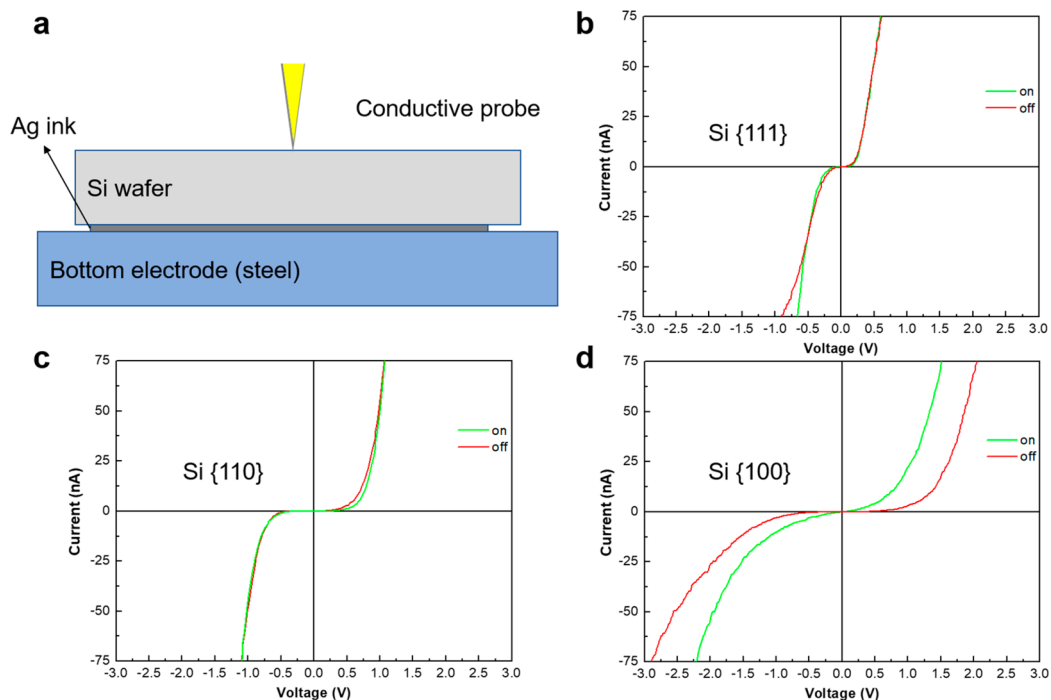 a
Conductive probe
Ag ink
Si wafer
Bottom electrode (steel)
b
75
50
25
0
-25
-50
-75
Current (nA)
Si {111}
on
off
-3.0 -2.5 -2.0 -1.5 -1.0 -0.5 0.0 0.5 1.0 1.5 2.0 2.5 3.0
Voltage (V)
c
75
50
25
0
-25
-50
-75
Current (nA)
Si {110}
on
off
-3.0 -2.5 -2.0 -1.5 -1.0 -0.5 0.0 0.5 1.0 1.5 2.0 2.5 3.0
Voltage (V)
d
75
50
25
0
-25
-50
-75
Current (nA)
Si {100}
on
off
-3.0 -2.5 -2.0 -1.5 -1.0 -0.5 0.0 0.5 1.0 1.5 2.0 2.5 3.0
Voltage (V)